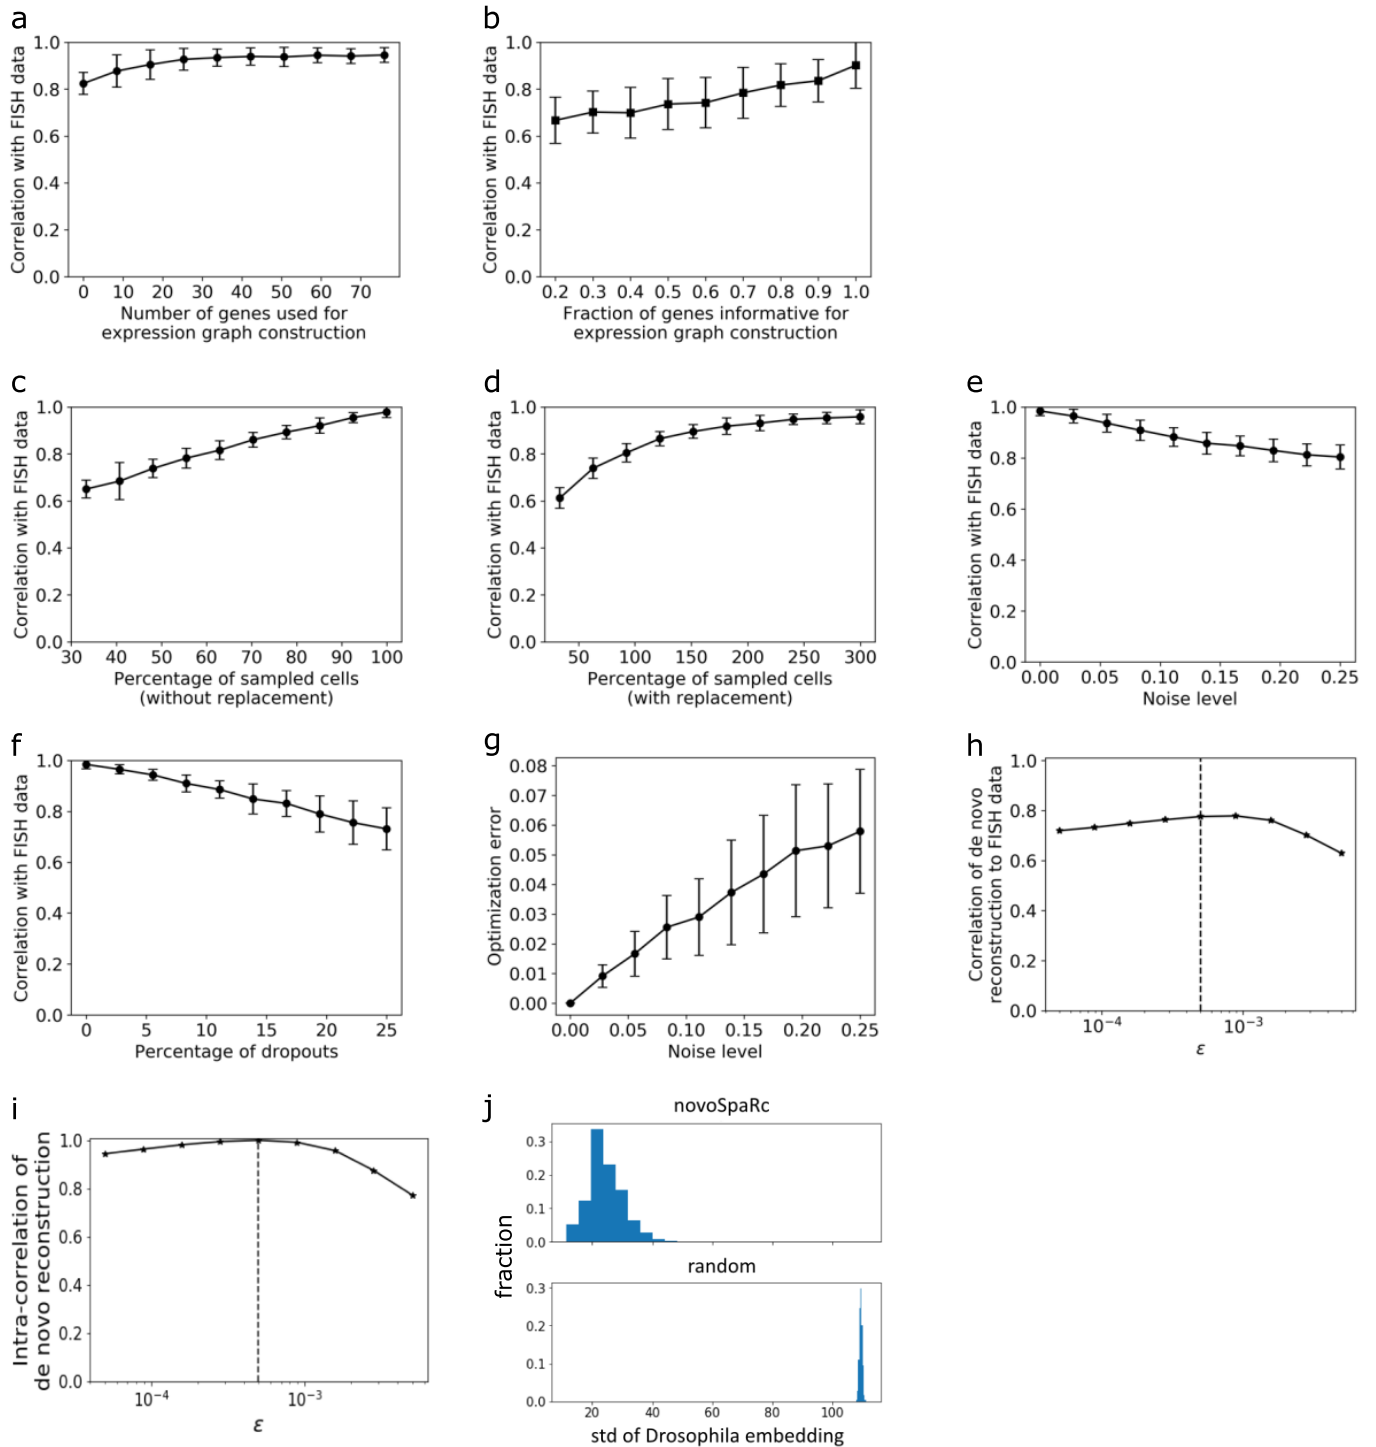 a
Correlation with FISH data
1.0
0.8
0.6
0.4
0.2
0.0
0 10 20 30 40 50 60 70
Number of genes used for
expression graph construction
b
Correlation with FISH data
1.0
0.8
0.6
0.4
0.2
0.0
0.2 0.3 0.4 0.5 0.6 0.7 0.8 0.9 1.0
Fraction of genes informative for
expression graph construction
c
Correlation with FISH data
1.0
0.8
0.6
0.4
0.2
0.0
30 40 50 60 70 80 90 100
Percentage of sampled cells
(without replacement)
d
Correlation with FISH data
1.0
0.8
0.6
0.4
0.2
0.0
50 100 150 200 250 300
Percentage of sampled cells
(with replacement)
e
Correlation with FISH data
1.0
0.8
0.6
0.4
0.2
0.0
0.00 0.05 0.10 0.15 0.20 0.25
Noise level
f
Correlation with FISH data
1.0
0.8
0.6
0.4
0.2
0.0
0 5 10 15 20 25
Percentage of dropouts
g
Optimization error
0.08
0.07
0.06
0.05
0.04
0.03
0.02
0.01
0.00
0.00 0.05 0.10 0.15 0.20 0.25
Noise level
h
Correlation of de novo
reconstruction to FISH data
1.0
0.8
0.6
0.4
0.2
0.0
10⁻⁴ 10⁻³
ε
i
Intra-correlation of
de novo reconstruction
1.0
0.8
0.6
0.4
0.2
0.0
10⁻⁴ 10⁻³
ε
j
novoSpaRc
0.3
0.2
0.1
0.0
fraction
random
0.3
0.2
0.1
0.0
20 40 60 80 100
std of Drosophila embedding